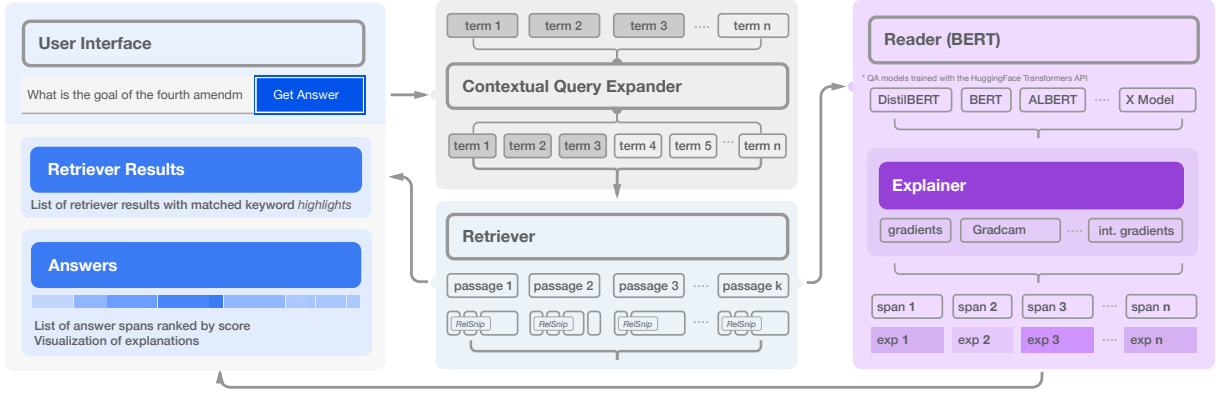 User Interface
What is the goal of the fourth amendm
Get Answer
Retriever Results
List of retriever results with matched keyword highlights
Answers
List of answer spans ranked by score
Visualization of explanations
term 1 term 2 term 3 .... term n
Contextual Query Expander
term 1 term 2 term 3 term 4 term 5 ... term n
Retriever
passage 1 passage 2 passage 3 .... passage k
RelSnip RelSnip RelSnip .... RelSnip
Reader (BERT)
* QA models trained with the HuggingFace Transformers API
DistilBERT BERT ALBERT .... X Model
Explainer
gradients Gradcam .... int. gradients
span 1 span 2 span 3 .... span n
exp 1 exp 2 exp 3 .... exp n